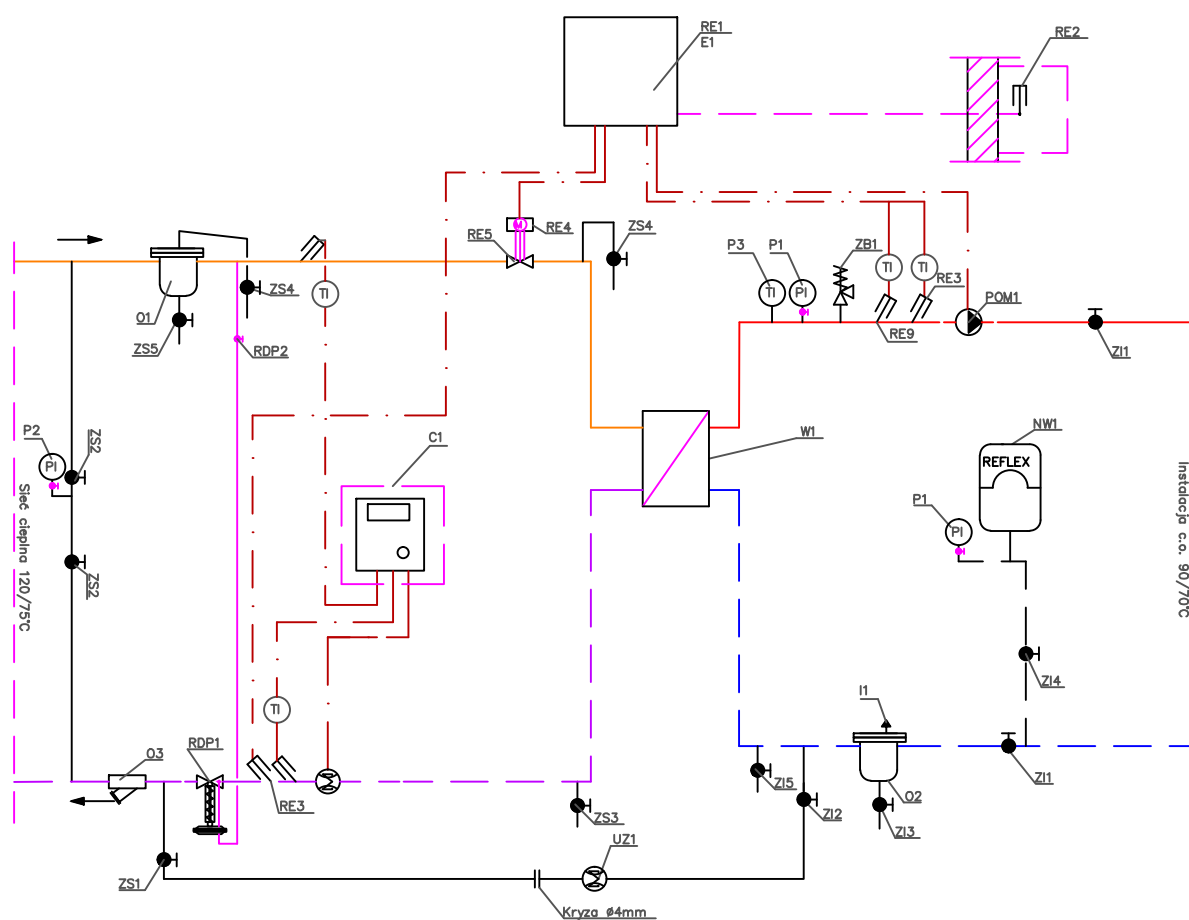 RE1
E1
RE2
RE4
RE5
M
ZS4
P3
P1
ZB1
TI
PI
TI
TI
RE3
POM1
RE9
ZI1
O1
ZS5
ZS4
TI
RDP2
P2
PI
ZS2
ZS2
Sieć cieplna 120/75°C
C1
W1
NW1
REFLEX
P1
PI
Instalacja c.o. 90/70°C
ZI4
I1
TI
O3
RDP1
RE3
ZS3
ZI5
ZI2
O2
ZI3
ZI1
ZS1
UZ1
Kryza ø4mm